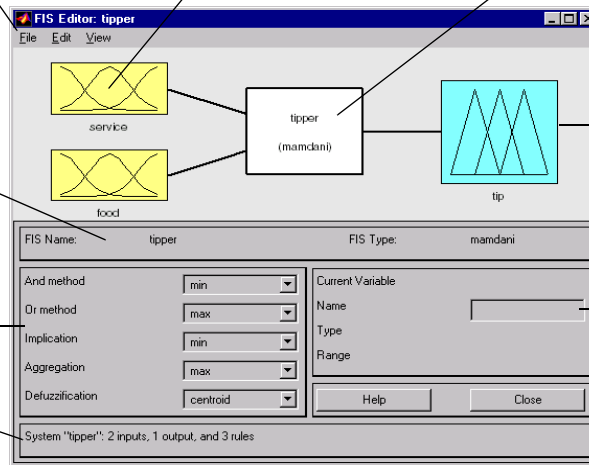 FIS Editor: tipper
File Edit View
service
food
tipper
(mamdani)
tip
FIS Name: tipper FIS Type: mamdani
And method min
Or method max
Implication min
Aggregation max
Defuzzification centroid
Current Variable
Name
Type
Range
Help Close
System "tipper": 2 inputs, 1 output, and 3 rules